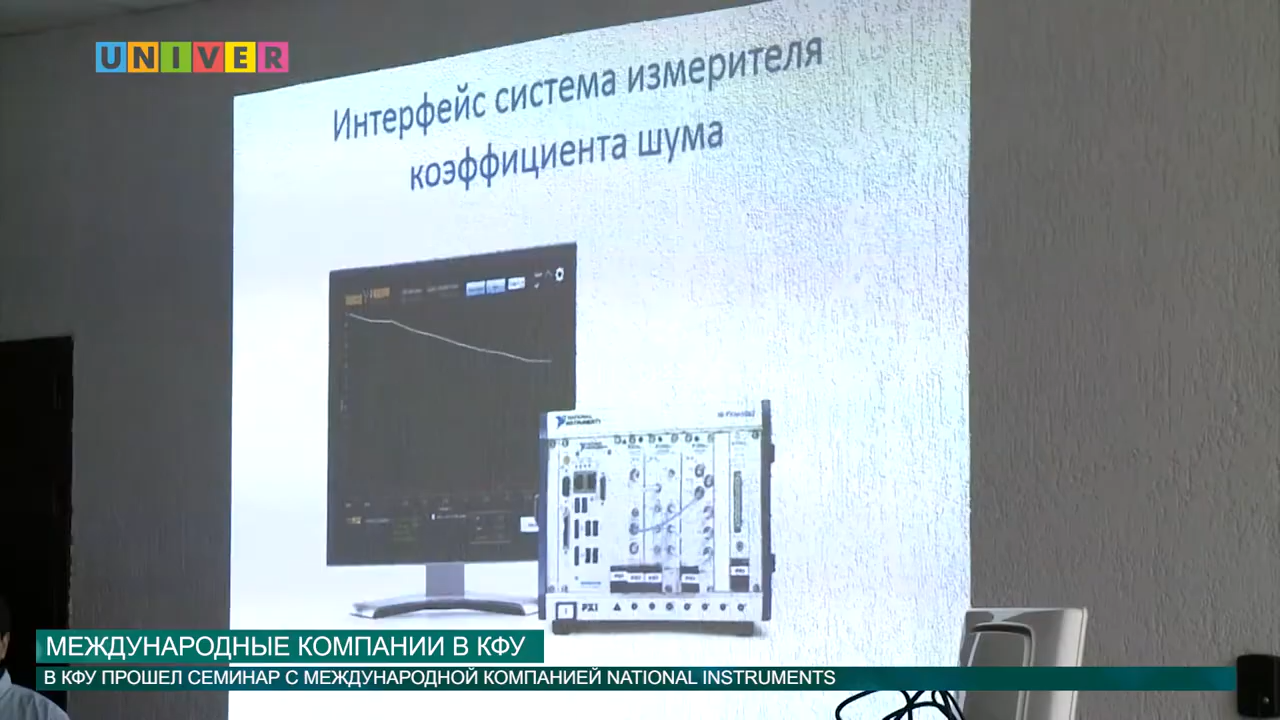 UNIVER
Интерфейс система измерителя
коэффициента шума
NATIONAL
INSTRUMENTS
PXI
МЕЖДУНАРОДНЫЕ КОМПАНИИ В КФУ
В КФУ ПРОШЕЛ СЕМИНАР С МЕЖДУНАРОДНОЙ КОМПАНИЕЙ NATIONAL INSTRUMENTS